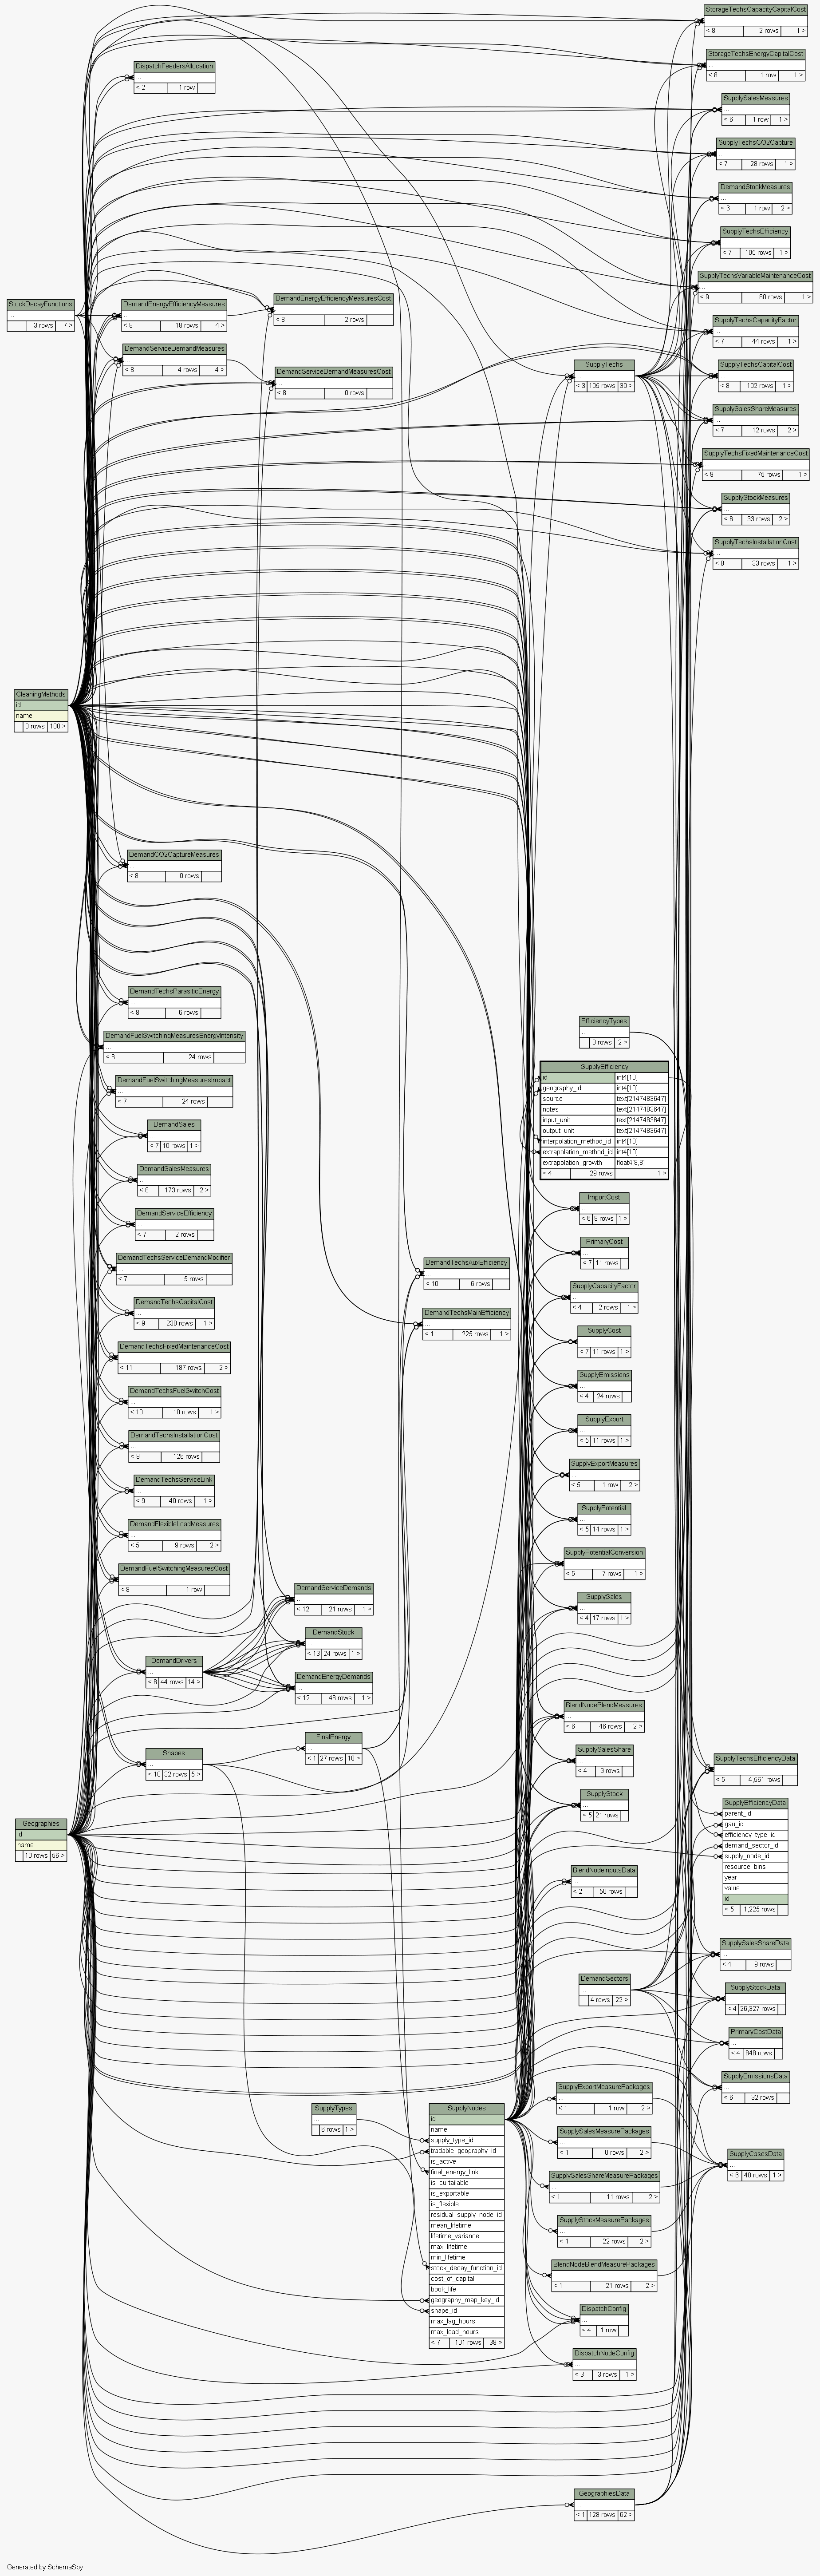 StorageTechsCapacityCapitalCost
...
< 8 2 rows 1 >
StorageTechsEnergyCapitalCost
...
< 8 1 row 1 >
DispatchFeedersAllocation
...
< 2 1 row
SupplySalesMeasures
...
< 6 1 row 1 >
SupplyTechsCO2Capture
...
< 7 28 rows 1 >
DemandStockMeasures
...
< 6 1 row 2 >
SupplyTechsEfficiency
...
< 7 105 rows 1 >
SupplyTechsVariableMaintenanceCost
...
< 9 80 rows 1 >
StockDecayFunctions
...
3 rows 7 >
DemandEnergyEfficiencyMeasures
...
< 8 18 rows 4 >
DemandEnergyEfficiencyMeasuresCost
...
< 8 2 rows
SupplyTechsCapacityFactor
...
< 7 44 rows 1 >
DemandServiceDemandMeasures
...
< 8 4 rows 4 >
DemandServiceDemandMeasuresCost
...
< 8 0 rows
SupplyTechs
...
< 3 105 rows 30 >
SupplyTechsCapitalCost
...
< 8 102 rows 1 >
SupplySalesShareMeasures
...
< 7 12 rows 2 >
SupplyTechsFixedMaintenanceCost
...
< 9 75 rows 1 >
SupplyStockMeasures
...
33 rows 2 >
SupplyTechsInstallationCost
...
< 8 33 rows 1 >
CleaningMethods
id
name
8 rows 108 >
DemandCO2CaptureMeasures
...
< 8 0 rows
DemandTechsParasiticEnergy
...
< 8 6 rows
DemandFuelSwitchingMeasuresEnergyIntensity
...
< 6 24 rows
EfficiencyTypes
...
3 rows 2 >
SupplyEfficiency
id int4[10]
geography_id int4[10]
source text[2147483647]
notes text[2147483647]
input_unit text[2147483647]
output_unit text[2147483647]
interpolation_method_id int4[10]
extrapolation_method_id int4[10]
extrapolation_growth float4[8,8]
< 4 29 rows 1 >
DemandFuelSwitchingMeasuresImpact
...
< 7 24 rows
DemandSales
...
< 7 10 rows 1 >
DemandSalesMeasures
...
< 8 173 rows 2 >
DemandServiceEfficiency
...
< 7 2 rows
DemandTechsServiceDemandModifier
...
< 7 5 rows
DemandTechsCapitalCost
...
< 9 230 rows 1 >
DemandTechsFixedMaintenanceCost
...
< 11 187 rows 2 >
DemandTechsFuelSwitchCost
...
< 10 10 rows 1 >
DemandTechsInstallationCost
...
< 9 126 rows
DemandTechsServiceLink
...
< 9 40 rows 1 >
DemandFlexibleLoadMeasures
...
< 5 9 rows 2 >
DemandFuelSwitchingMeasuresCost
...
< 8 1 row
DemandTechsAuxEfficiency
...
< 10 6 rows
DemandTechsMainEfficiency
...
< 11 225 rows 1 >
ImportCost
...
< 6 9 rows 1 >
PrimaryCost
...
< 7 11 rows
SupplyCapacityFactor
...
< 4 2 rows 1 >
SupplyCost
...
< 7 11 rows 1 >
SupplyEmissions
...
< 4 24 rows
SupplyExport
...
< 5 11 rows 1 >
SupplyExportMeasures
...
< 5 1 row 2 >
SupplyPotential
...
< 5 14 rows 1 >
SupplyPotentialConversion
...
< 5 7 rows 1 >
SupplySales
...
< 4 17 rows 1 >
DemandServiceDemands
...
< 12 21 rows 1 >
DemandStock
...
< 13 24 rows 1 >
DemandDrivers
...
< 8 44 rows 14 >
DemandEnergyDemands
...
< 12 46 rows 1 >
BlendNodeBlendMeasures
...
< 6 46 rows 2 >
FinalEnergy
...
< 1 27 rows 10 >
Shapes
...
< 10 32 rows 5 >
SupplySalesShare
...
< 4 9 rows
SupplyStock
...
< 5 21 rows
SupplyTechsEfficiencyData
...
< 5 4,561 rows
SupplyEfficiencyData
parent_id
gau_id
efficiency_type_id
demand_sector_id
supply_node_id
resource_bins
year
value
id
< 5 1,225 rows
Geographies
id
name
10 rows 56 >
BlendNodeInputsData
...
< 2 50 rows
SupplySalesShareData
...
< 4 9 rows
DemandSectors
...
4 rows 22 >
SupplyStockData
...
< 4 26,327 rows
PrimaryCostData
...
< 4 848 rows
SupplyEmissionsData
...
< 6 32 rows
SupplyExportMeasurePackages
...
< 1 1 row 2 >
SupplySalesMeasurePackages
...
< 1 0 rows 2 >
SupplyCasesData
...
< 6 48 rows 1 >
SupplySalesShareMeasurePackages
...
< 1 11 rows 2 >
SupplyStockMeasurePackages
...
< 1 22 rows 2 >
BlendNodeBlendMeasurePackages
...
< 1 21 rows 2 >
SupplyTypes
...
6 rows 1 >
SupplyNodes
id
name
supply_type_id
tradable_geography_id
is_active
final_energy_link
is_curtailable
is_exportable
is_flexible
residual_supply_node_id
mean_lifetime
lifetime_variance
max_lifetime
min_lifetime
stock_decay_function_id
cost_of_capital
book_life
geography_map_key_id
shape_id
max_lag_hours
max_lead_hours
< 7 101 rows 38 >
DispatchConfig
...
< 4 1 row
DispatchNodeConfig
...
< 3 3 rows 1 >
GeographiesData
...
< 1 128 rows 62 >
Generated by SchemaSpy